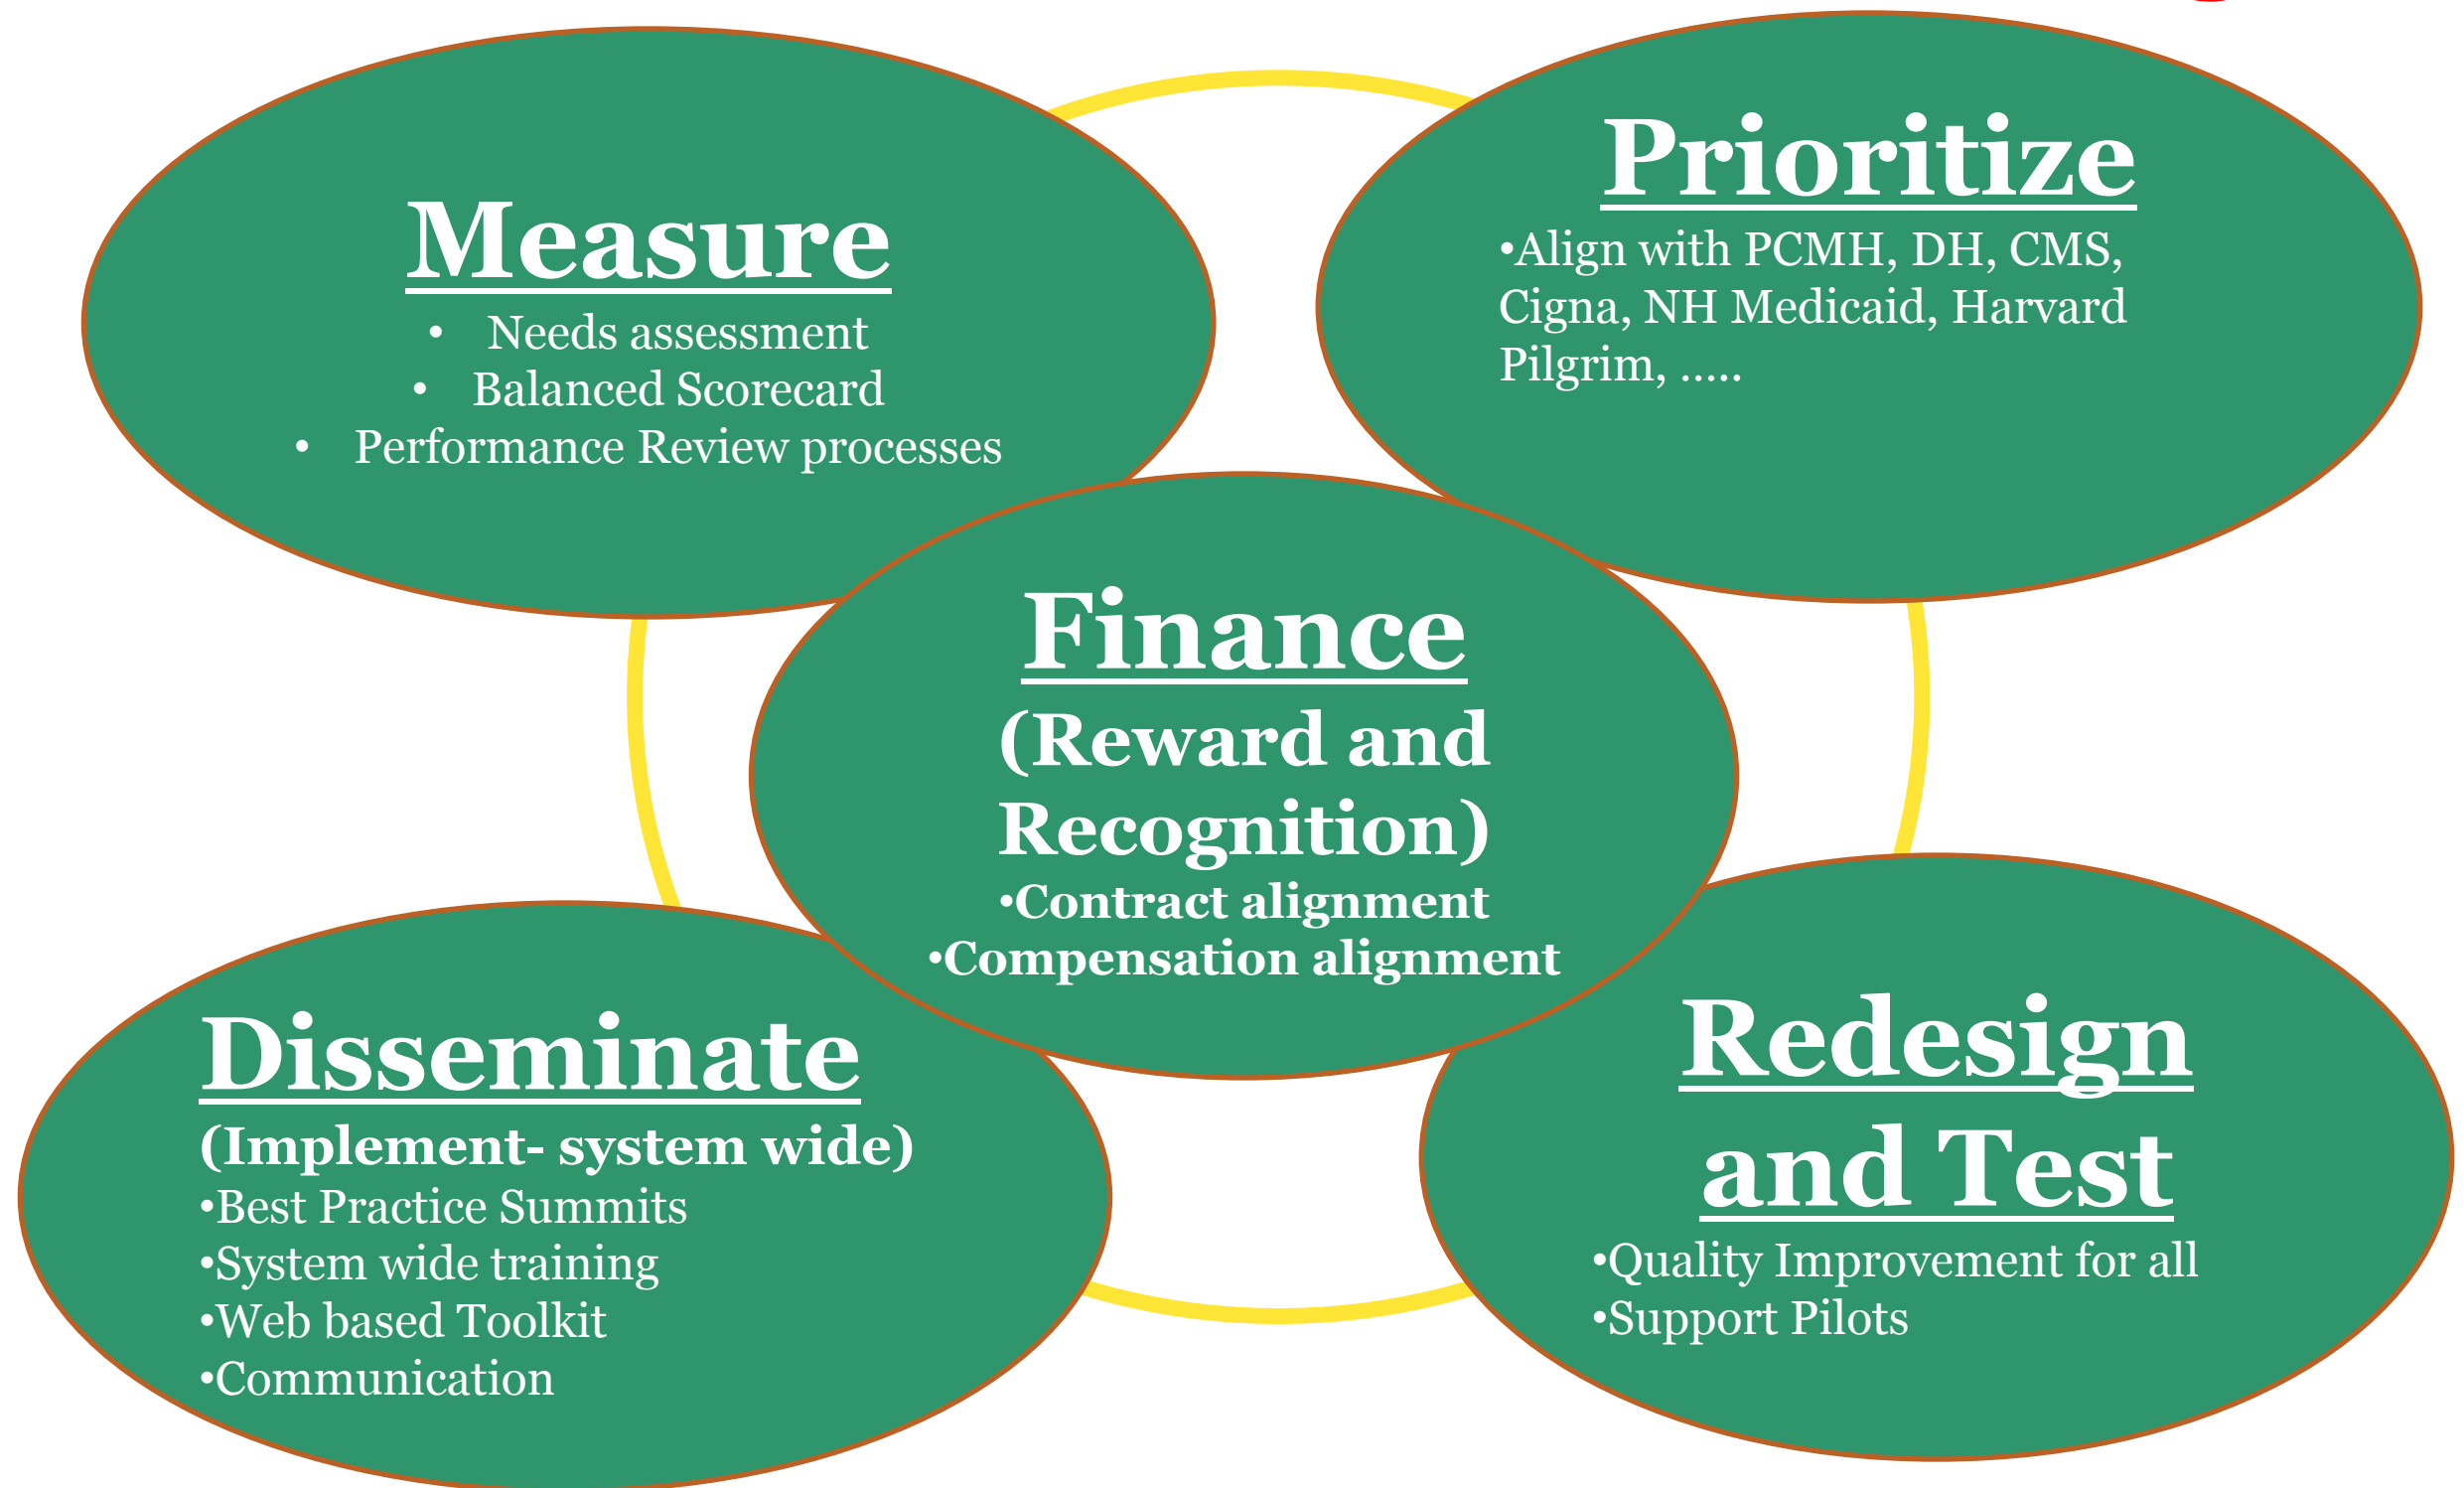 Measure
• Needs assessment
• Balanced Scorecard
• Performance Review processes
Prioritize
•Align with PCMH, DH, CMS,
Cigna, NH Medicaid, Harvard
Pilgrim, .....
Finance
(Reward and
Recognition)
•Contract alignment
•Compensation alignment
Disseminate
(Implement- system wide)
•Best Practice Summits
•System wide training
•Web based Toolkit
•Communication
Redesign
and Test
•Quality Improvement for all
•Support Pilots